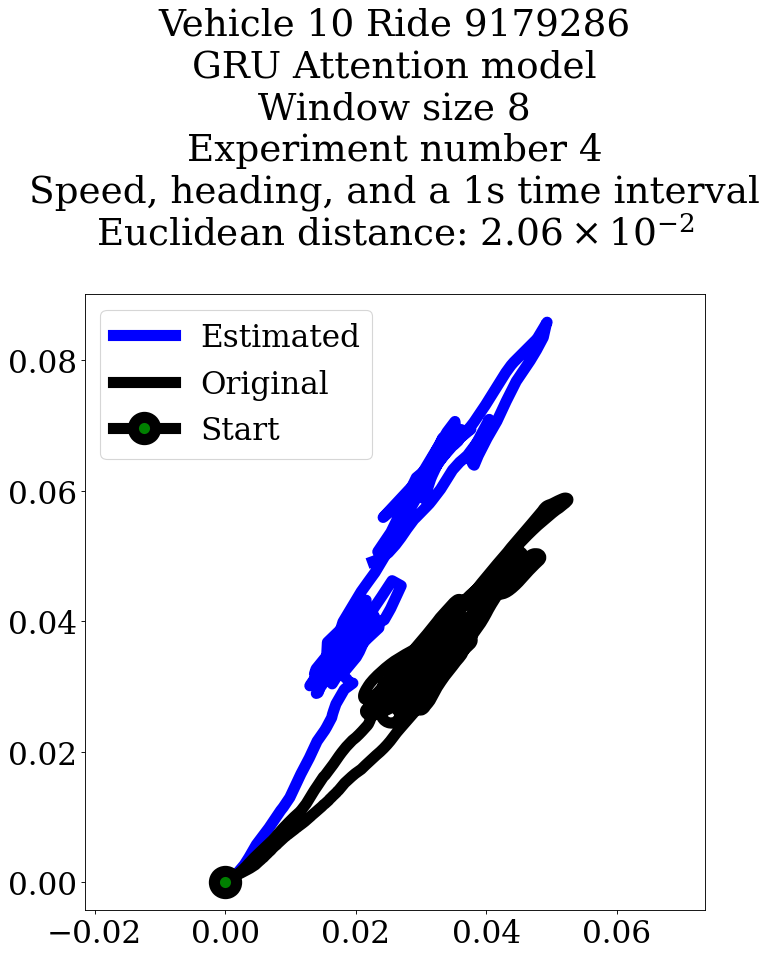 Vehicle 10 Ride 9179286
GRU Attention model
Window size 8
Experiment number 4
Speed, heading, and a 1s time interval
Euclidean distance: 2.06 × 10⁻²
Estimated
Original
Start
0.08
0.06
0.04
0.02
0.00
−0.02 0.00 0.02 0.04 0.06